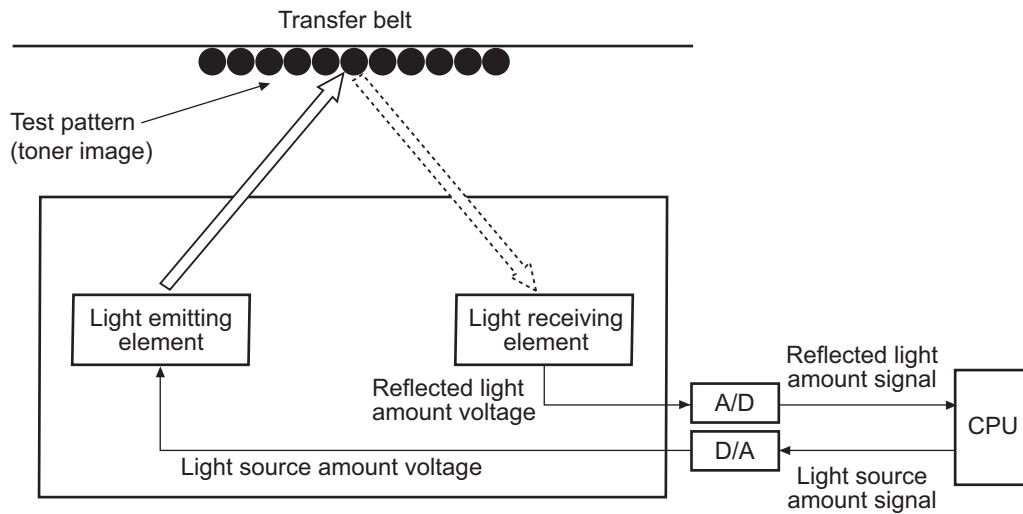 Transfer belt
Test pattern
(toner image)
Light emitting
element
Light receiving
element
Reflected light
amount voltage
Reflected light
amount signal
A/D
CPU
D/A
Light source amount voltage
Light source
amount signal